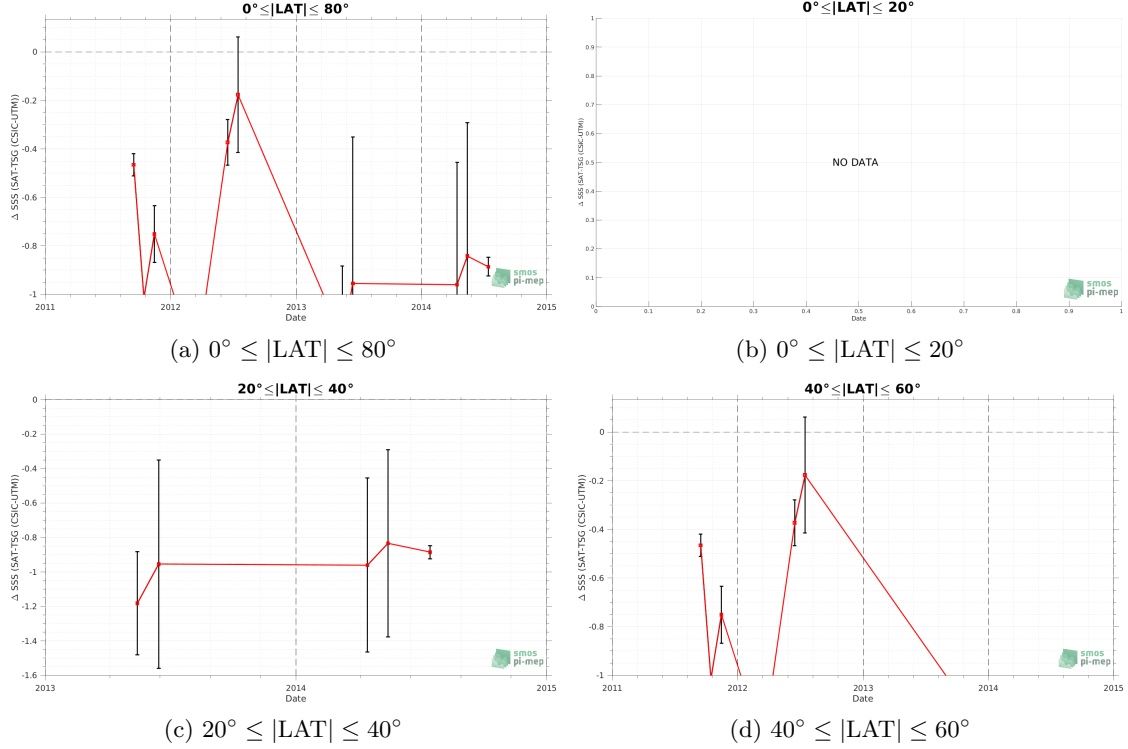 0°≤|LAT|≤ 80°
Δ SSS (SAT-TSG (CSIC-UTM))
0
-0.2
-0.4
-0.6
-0.8
-1
2011
2012
2013
2014
2015
Date
smos
pi-mep
(a) 0° ≤ |LAT| ≤ 80°
0°≤|LAT|≤ 20°
Δ SSS (SAT-TSG (CSIC-UTM))
1
0.9
0.8
0.7
0.6
0.5
0.4
0.3
0.2
0.1
0
NO DATA
0
0.1
0.2
0.3
0.4
0.5
0.6
0.7
0.8
0.9
1
Date
smos
pi-mep
(b) 0° ≤ |LAT| ≤ 20°
20°≤|LAT|≤ 40°
Δ SSS (SAT-TSG (CSIC-UTM))
0
-0.2
-0.4
-0.6
-0.8
-1
-1.2
-1.4
-1.6
2013
2014
2015
Date
smos
pi-mep
(c) 20° ≤ |LAT| ≤ 40°
40°≤|LAT|≤ 60°
Δ SSS (SAT-TSG (CSIC-UTM))
0
-0.2
-0.4
-0.6
-0.8
-1
2011
2012
2013
2014
2015
Date
smos
pi-mep
(d) 40° ≤ |LAT| ≤ 60°